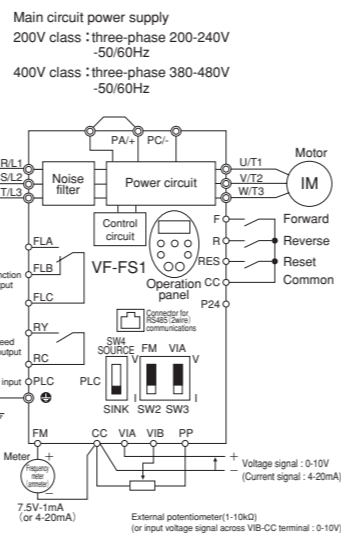 Main circuit power supply
200V class : three-phase 200-240V
-50/60Hz
400V class : three-phase 380-480V
-50/60Hz
PA/+ PC/-
R/L1
S/L2
T/L3
Noise
filter
Power circuit
U/T1
V/T2
W/T3
Motor
IM
Control
circuit
F
Forward
R
Reverse
RES
Reset
CC
Common
P24
FLA
FLB
FLC
VF-FS1
Operation
panel
RY
RC
Connector for
RS485(2wire)
communications
input
PLC
SW4
SOURCE
PLC
SINK
FM VIA
V V
I I
SW2 SW3
FM CC VIA VIB PP
Meter
+
-
Frequency
meter
(ammeter)
7.5V-1mA
(or 4-20mA)
+
-
Voltage signal : 0-10V
(Current signal : 4-20mA)
External potentiometer(1-10kΩ)
(or input voltage signal across VIB-CC terminal : 0-10V)